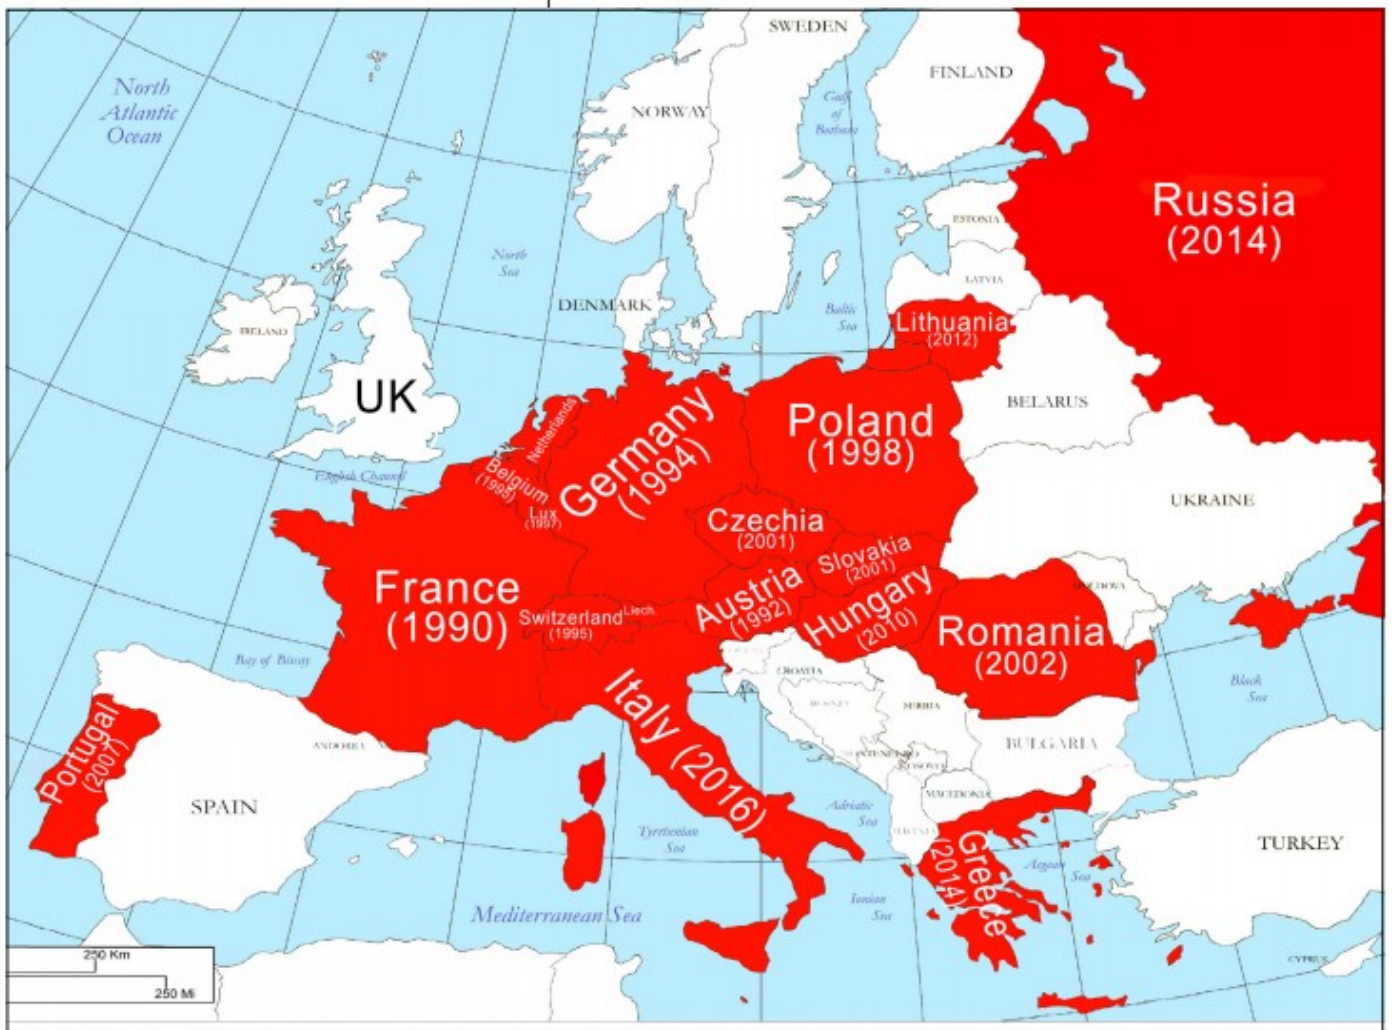 SWEDEN
FINLAND
North
Atlantic
Ocean
NORWAY
Gulf
of
Russia
(2014)
ESTONIA
North
Sea
LATVIA
DENMARK
Baltic
Sea
IRELAND
Lithuania
(2012)
UK
BELARUS
Netherlands
Germany
(1994)
Poland
(1998)
English Channel
Belgium
(1995)
Lux
(1997)
UKRAINE
Czechia
(2001)
Slovakia
(2001)
France
(1990)
Austria
(1992)
Hungary
(2010)
Switzerland
(1995)
Liech.
Romania
(2002)
Bay of Biscay
CROATIA
Black
Sea
Italy (2016)
SERBIA
Portugal
(2007)
ANDORRA
BULGARIA
KOSOVO
MACEDONIA
SPAIN
Adriatic
Sea
Tyrrhenian
Sea
TURKEY
Greece
(2014)
Aegean
Sea
Ionian
Sea
Mediterranean Sea
CYPRUS
250 Km
250 Mi